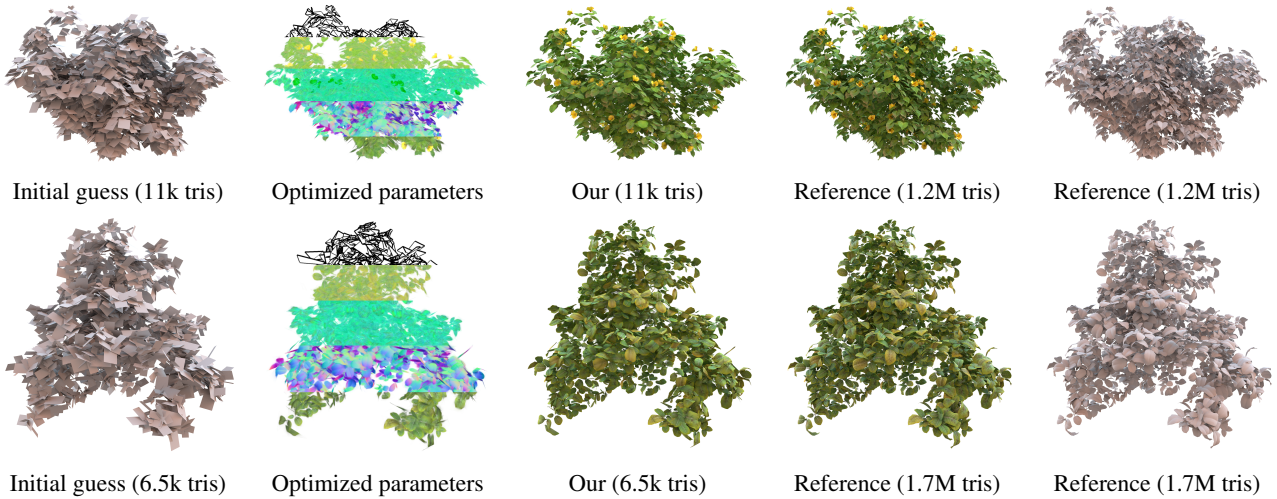 Initial guess (11k tris) Optimized parameters Our (11k tris) Reference (1.2M tris) Reference (1.2M tris)
Initial guess (6.5k tris) Optimized parameters Our (6.5k tris) Reference (1.7M tris) Reference (1.7M tris)